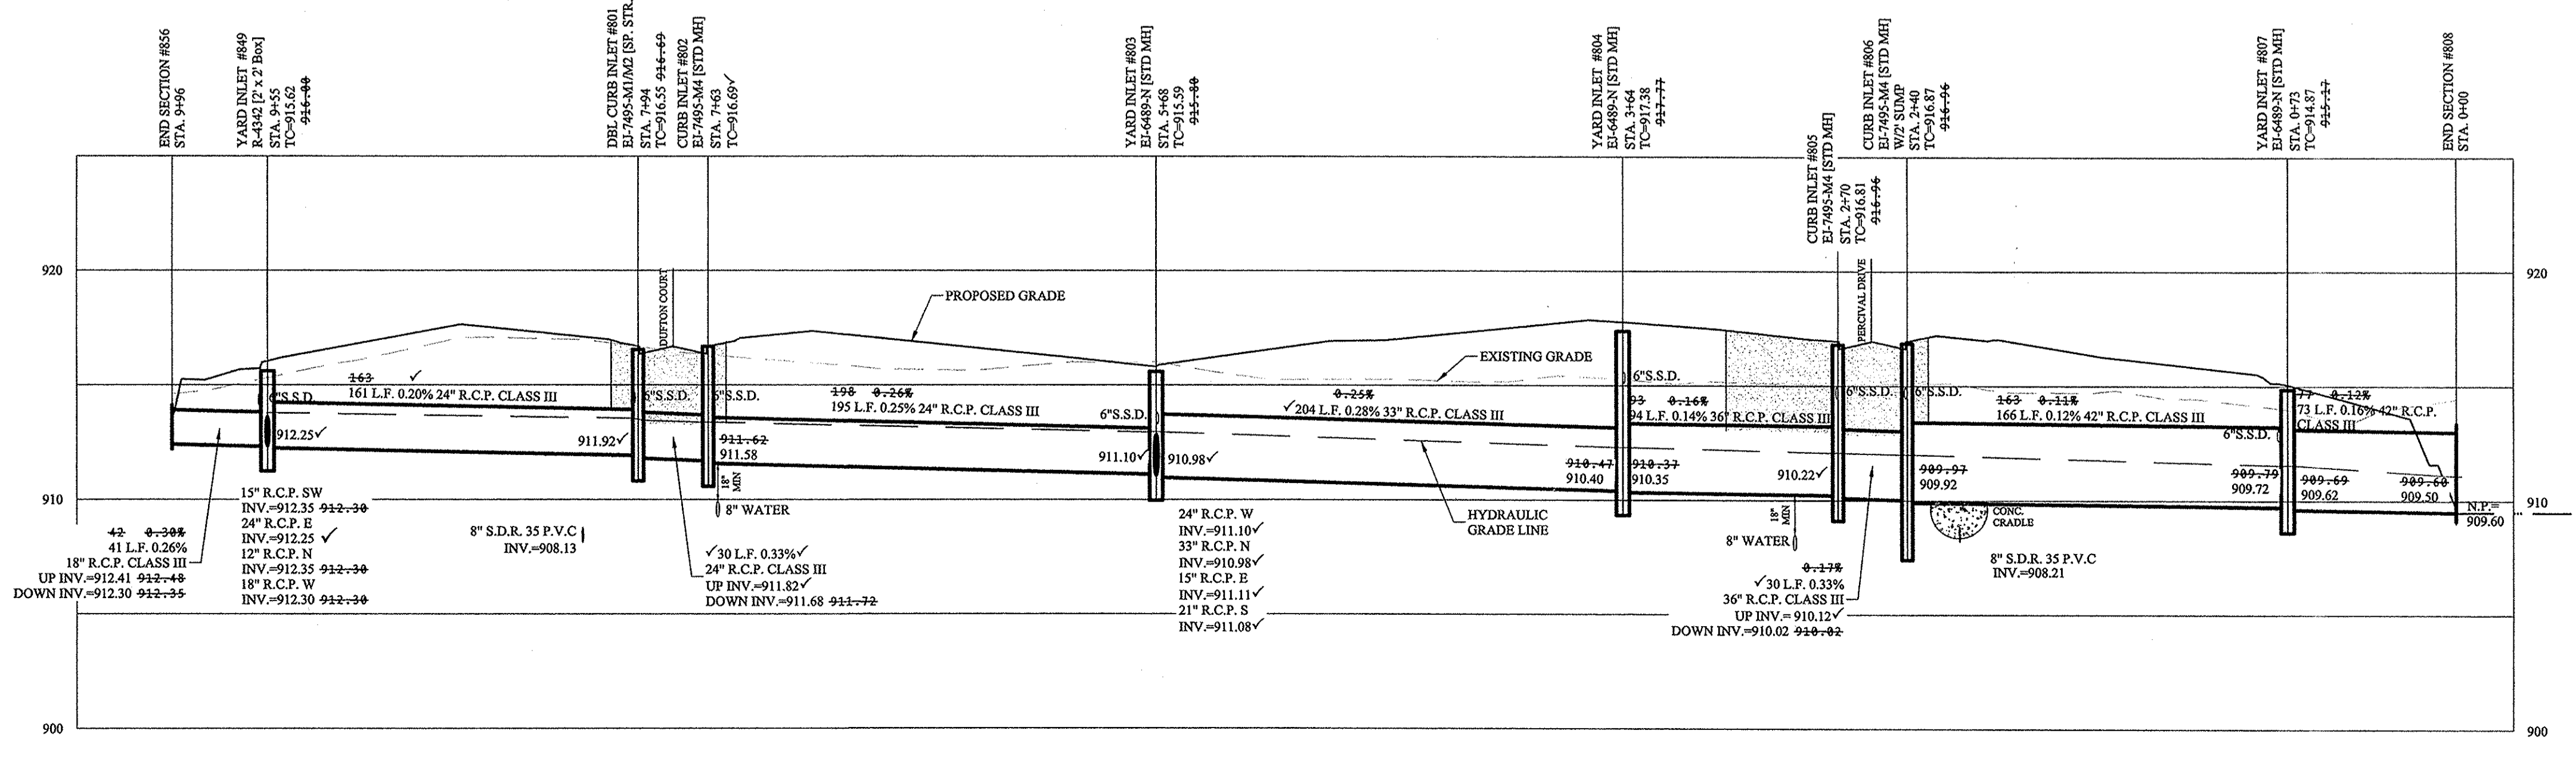 END SECTION #856
STA. 9+96
YARD INLET #849
R-4342 [2' x 2' Box]
STA. 9+55
TC=915.62
916.00
DBL CURB INLET #801
EJ-7495-M1/M2 [SP. STR.
STA. 7+94
TC=916.55 916.69
CURB INLET #802
EJ-7495-M4 [STD MH]
STA. 7+63
TC=916.69✓
YARD INLET #803
EJ-6489-N [STD MH]
STA. 5+68
TC=915.59
915.80
YARD INLET #804
EJ-6489-N [STD MH]
STA. 3+64
TC=917.38
917.77
CURB INLET #805
EJ-7495-M4 [STD MH]
STA. 2+70
TC=916.81
916.96
CURB INLET #806
EJ-7495-M4 [STD MH]
W/2' SUMP
STA. 2+40
TC=916.87
916.96
YARD INLET #807
EJ-6489-N [STD MH]
STA. 0+73
TC=914.87
915.17
END SECTION #808
STA. 0+00
920
920
DUFTON COURT
PERCIVAL DRIVE
PROPOSED GRADE
EXISTING GRADE
163 ✓
161 L.F. 0.20% 24" R.C.P. CLASS III
6"S.S.D.
6"S.S.D.
6"S.S.D.
198 0.26%
195 L.F. 0.25% 24" R.C.P. CLASS III
6"S.S.D.
0.25%
✓204 L.F. 0.28% 33" R.C.P. CLASS III
6"S.S.D.
93 0.16%
94 L.F. 0.14% 36" R.C.P. CLASS III
6"S.S.D.
6"S.S.D.
163 0.11%
166 L.F. 0.12% 42" R.C.P. CLASS III
6"S.S.D.
77 0.12%
73 L.F. 0.16% 42" R.C.P.
CLASS III
912.25✓
911.92✓
911.62
911.58
911.10✓
910.98✓
910.47
910.40
910.37
910.35
910.22✓
909.97
909.92
909.79
909.72
909.69
909.62
909.60
909.50
910
910
N.P.=
909.60
18"
MIN
8" WATER
18"
MIN
8" WATER
HYDRAULIC
GRADE LINE
CONC.
CRADLE
42 0.30%
41 L.F. 0.26%
18" R.C.P. CLASS III
UP INV.=912.41 912.48
DOWN INV.=912.30 912.35
15" R.C.P. SW
INV.=912.35 912.30
24" R.C.P. E
INV.=912.25 ✓
12" R.C.P. N
INV.=912.35 912.30
18" R.C.P. W
INV.=912.30 912.30
8" S.D.R. 35 P.V.C
INV.=908.13
✓30 L.F. 0.33%✓
24" R.C.P. CLASS III
UP INV.=911.82✓
DOWN INV.=911.68 911.72
24" R.C.P. W
INV.=911.10✓
33" R.C.P. N
INV.=910.98✓
15" R.C.P. E
INV.=911.11✓
21" R.C.P. S
INV.=911.08✓
0.17%
✓30 L.F. 0.33%
36" R.C.P. CLASS III
UP INV.= 910.12✓
DOWN INV.=910.02 910.02
8" S.D.R. 35 P.V.C
INV.=908.21
900
900